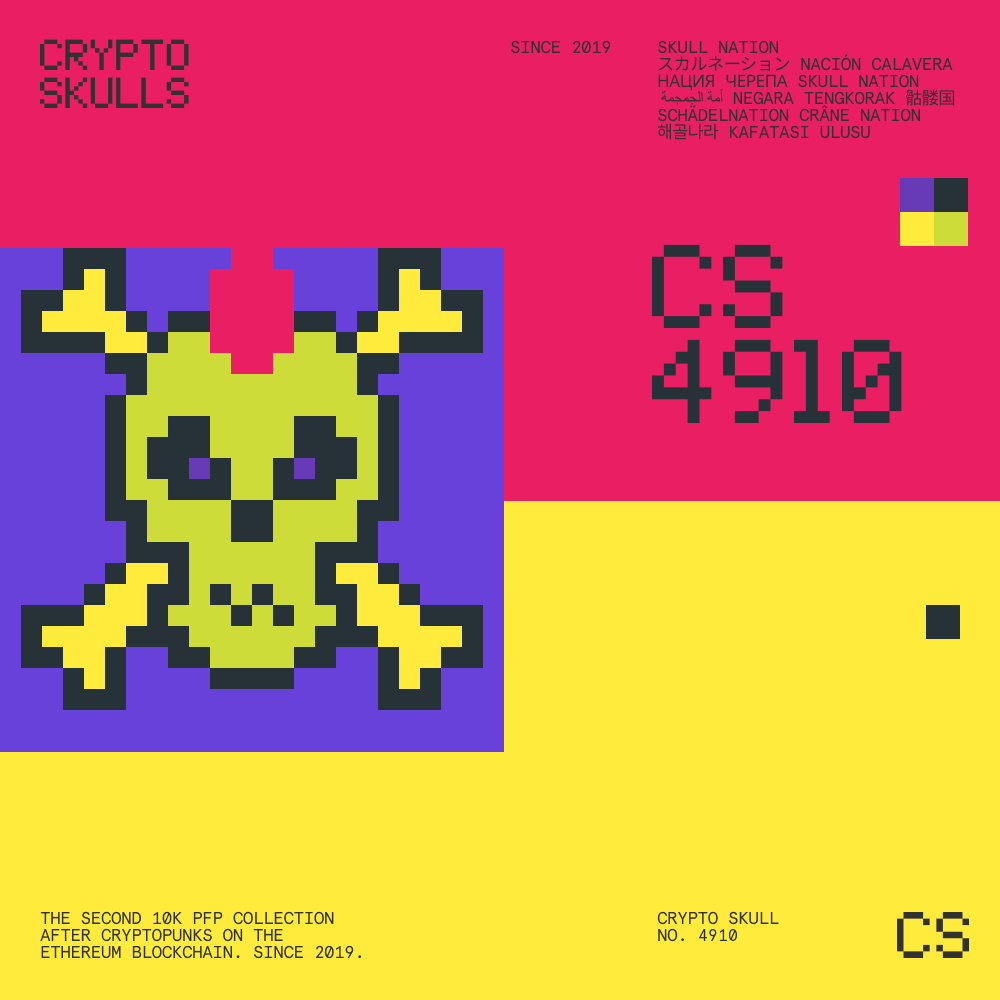 CRYPTO
SKULLS
SINCE 2019
SKULL NATION
スカルネーション NACIÓN CALAVERA
НАЦИЯ ЧЕРЕПА SKULL NATION
أمة الجمجمة NEGARA TENGKORAK 骷髅国
SCHÄDELNATION CRÂNE NATION
해골나라 KAFATASI ULUSU
CS
4910
THE SECOND 10K PFP COLLECTION
AFTER CRYPTOPUNKS ON THE
ETHEREUM BLOCKCHAIN. SINCE 2019.
CRYPTO SKULL
NO. 4910
CS